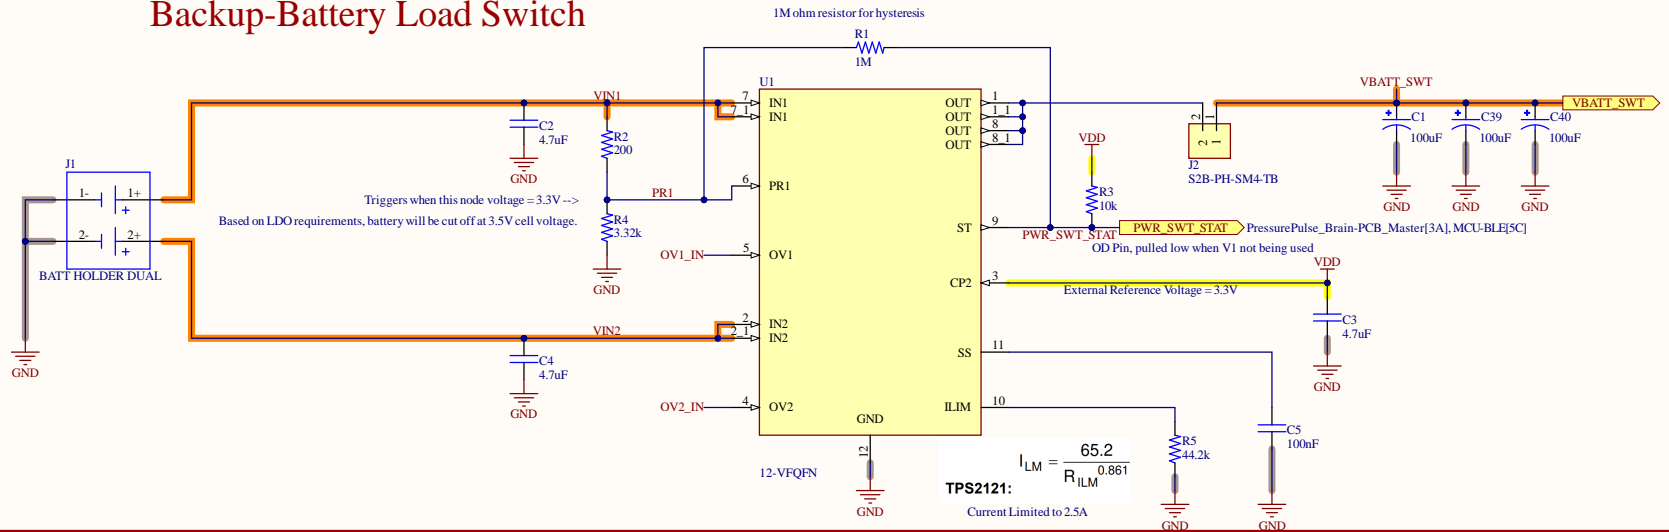 Backup-Battery Load Switch
1M ohm resistor for hysteresis
R1
1M
U1
VIN1
7
IN1
7_1
IN1
C2
4.7uF
GND
R2
200
J1
1-
1+
2-
2+
BATT HOLDER DUAL
GND
Triggers when this node voltage = 3.3V -->
PR1
6
PR1
Based on LDO requirements, battery will be cut off at 3.5V cell voltage.
R4
3.32k
GND
OV1_IN
5
OV1
VIN2
2
IN2
2_1
IN2
C4
4.7uF
GND
OV2_IN
4
OV2
GND
12
GND
12-VFQFN
OUT
1
OUT
1_1
OUT
8
OUT
8_1
2
1
2
1
J2
S2B-PH-SM4-TB
VBATT_SWT
VBATT_SWT
C1
100uF
GND
C39
100uF
GND
C40
100uF
GND
VDD
R3
10k
ST
9
PWR_SWT_STAT
PWR_SWT_STAT
PressurePulse_Brain-PCB_Master[3A], MCU-BLE[5C]
OD Pin, pulled low when V1 not being used
CP2
3
External Reference Voltage = 3.3V
VDD
C3
4.7uF
GND
SS
11
ILIM
10
R5
44.2k
GND
C5
100nF
GND
TPS2121:
I_LM = 65.2 / R_ILM^0.861
Current Limited to 2.5A